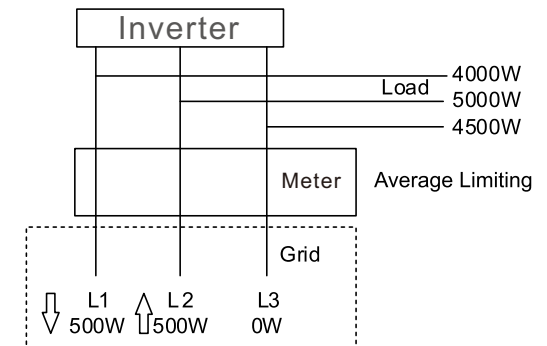 Inverter
4000W
Load
5000W
4500W
Meter
Average Limiting
Grid
L1 L2 L3
500W 500W 0W